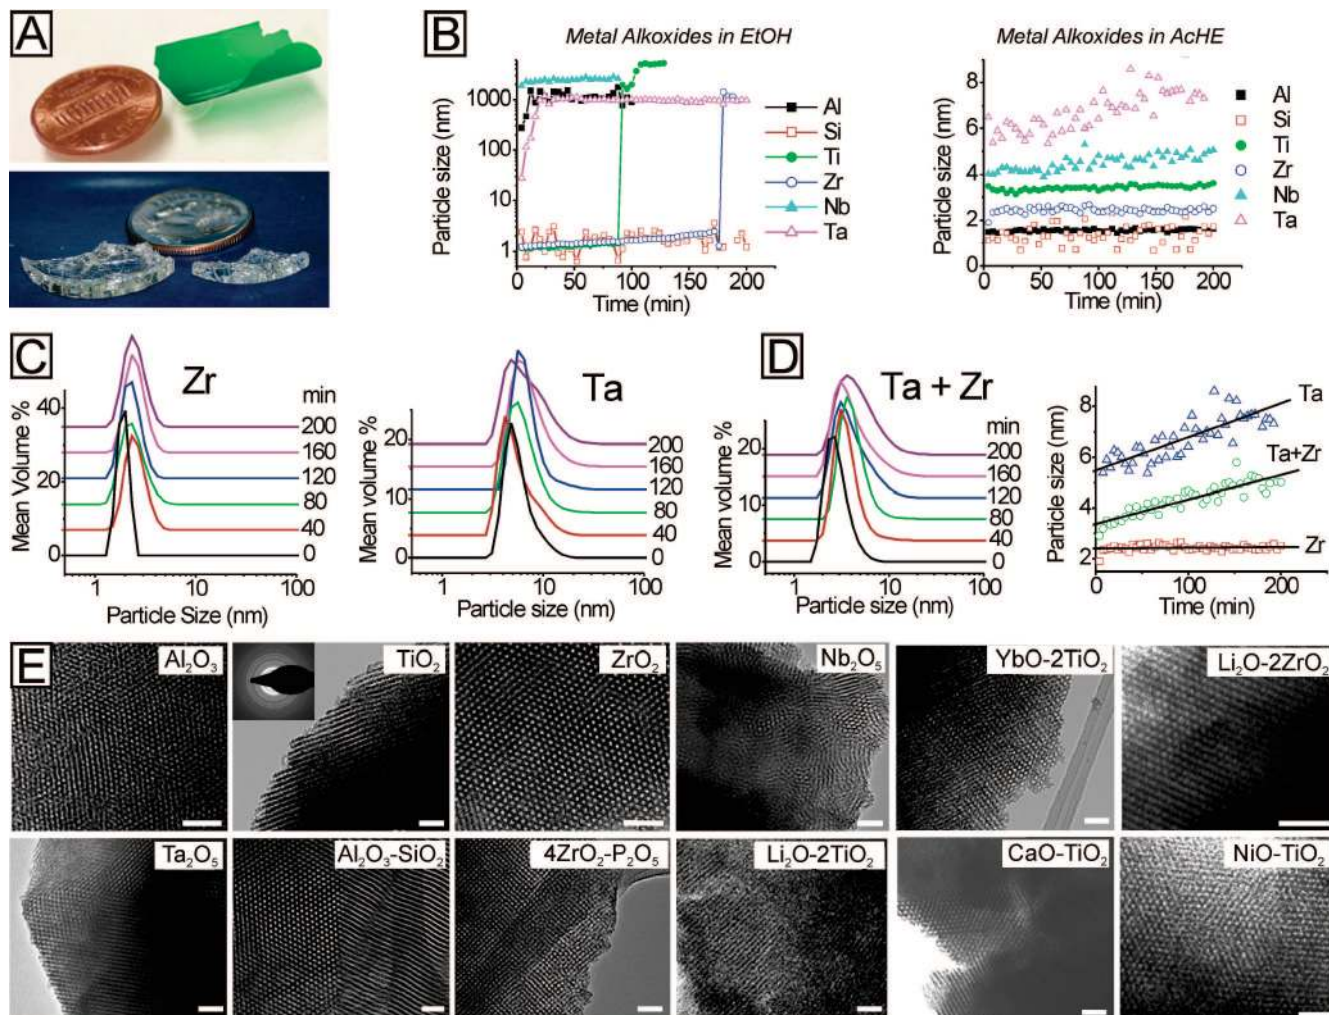 A
B
Metal Alkoxides in EtOH
Particle size (nm)
1000
100
10
1
0
50
100
150
200
Time (min)
Al
Si
Ti
Zr
Nb
Ta
Metal Alkoxides in AcHE
Particle size (nm)
8
6
4
2
0
0
50
100
150
200
Time (min)
Al
Si
Ti
Zr
Nb
Ta
C
Zr
Mean Volume %
40
20
0
min
200
160
120
80
40
0
1
10
100
Particle Size (nm)
Ta
Mean volume %
20
10
0
200
160
120
80
40
0
1
10
100
Particle size (nm)
D
Ta + Zr
Mean volume %
20
10
0
min
200
160
120
80
40
0
1
10
100
Particle size (nm)
Particle size (nm)
8
6
4
2
0
100
200
Time (min)
Ta
Ta+Zr
Zr
E
Al₂O₃
TiO₂
ZrO₂
Nb₂O₅
YbO-2TiO₂
Li₂O-2ZrO₂
Ta₂O₅
Al₂O₃-SiO₂
4ZrO₂-P₂O₅
Li₂O-2TiO₂
CaO-TiO₂
NiO-TiO₂